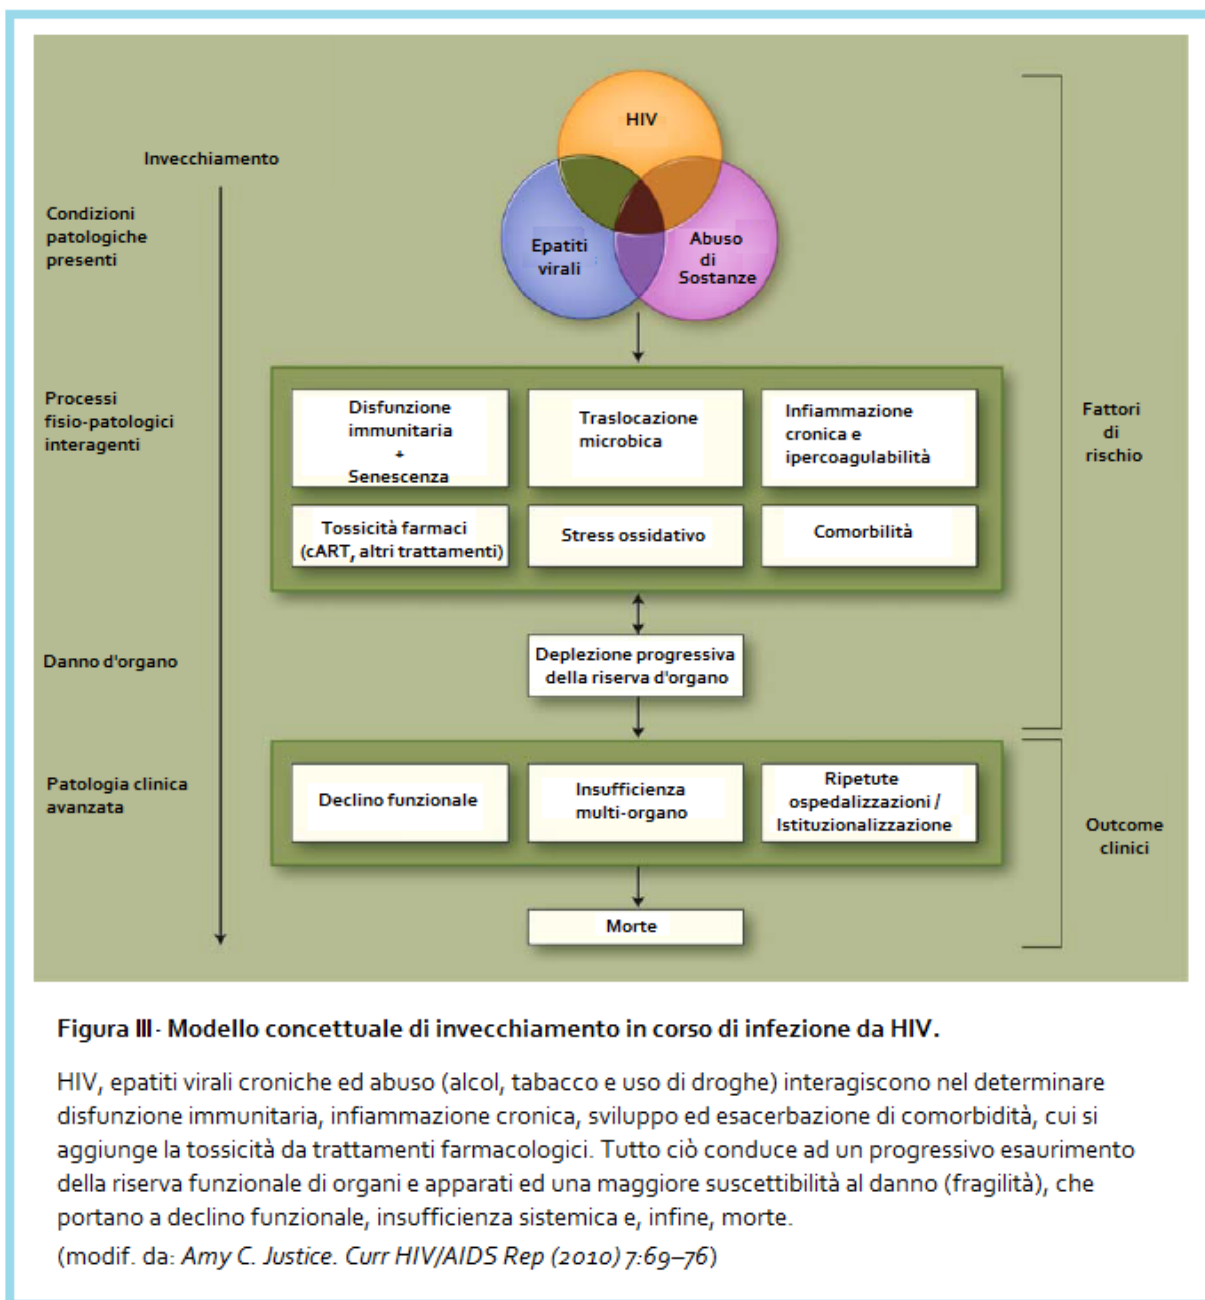 HIV
Invecchiamento
Condizioni
patologiche
presenti
Epatiti
virali
Abuso
di
Sostanze
Processi
fisio-patologici
interagenti
Disfunzione
immunitaria
+
Senescenza
Traslocazione
microbica
Infiammazione
cronica e
ipercoagulabilità
Fattori
di
rischio
Tossicità farmaci
(cART, altri trattamenti)
Stress ossidativo
Comorbilità
Danno d'organo
Deplezione progressiva
della riserva d'organo
Patologia clinica
avanzata
Declino funzionale
Insufficienza
multi-organo
Ripetute
ospedalizzazioni /
Istituzionalizzazione
Outcome
clinici
Morte
Figura III - Modello concettuale di invecchiamento in corso di infezione da HIV.
HIV, epatiti virali croniche ed abuso (alcol, tabacco e uso di droghe) interagiscono nel determinare
disfunzione immunitaria, infiammazione cronica, sviluppo ed esacerbazione di comorbidità, cui si
aggiunge la tossicità da trattamenti farmacologici. Tutto ciò conduce ad un progressivo esaurimento
della riserva funzionale di organi e apparati ed una maggiore suscettibilità al danno (fragilità), che
portano a declino funzionale, insufficienza sistemica e, infine, morte.
(modif. da: Amy C. Justice. Curr HIV/AIDS Rep (2010) 7:69–76)